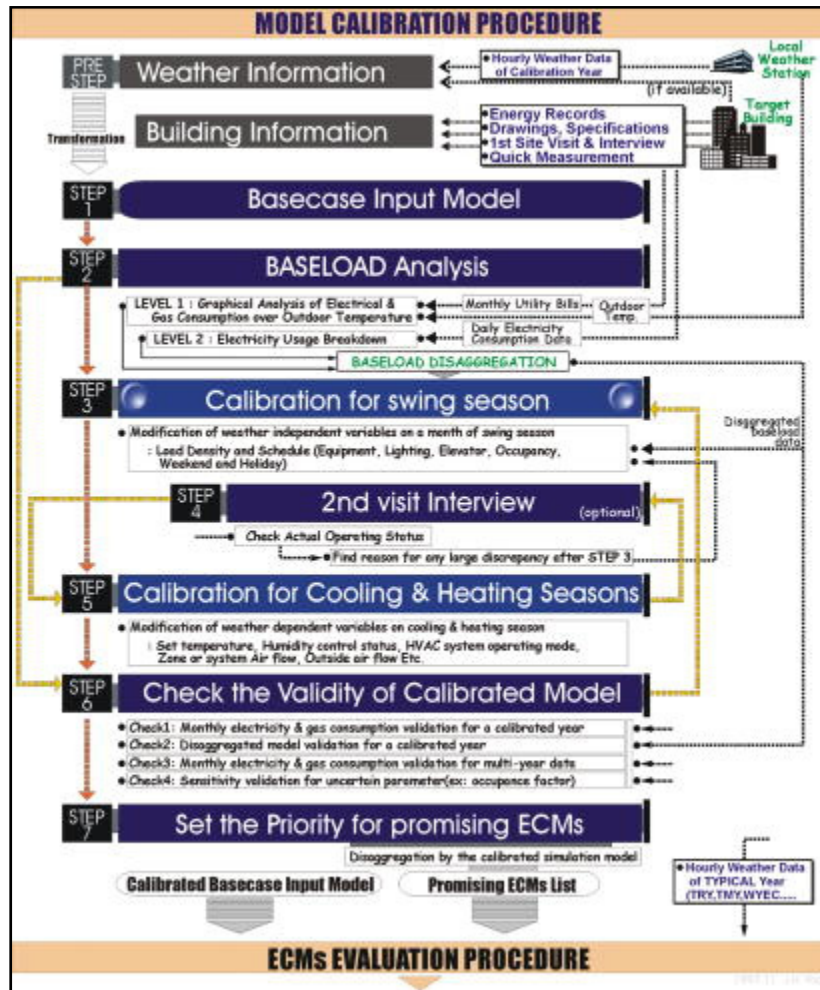 MODEL CALIBRATION PROCEDURE
PRE
STEP
Weather Information
• Hourly Weather Data
of Calibration Year
Local
Weather
Station
(if available)
Target
Building
Transformation
Building Information
• Energy Records
• Drawings, Specifications
• 1st Site Visit & Interview
• Quick Measurement
STEP
1
Basecase Input Model
STEP
2
BASELOAD Analysis
LEVEL 1 : Graphical Analysis of Electrical &
Gas Consumption over Outdoor Temperature
Monthly Utility Bills
Outdoor
Temp.
LEVEL 2 : Electricity Usage Breakdown
Daily Electricity
Consumption Data
BASELOAD DISAGGREGATION
STEP
3
Calibration for swing season
Disaggregated
baseload
data
• Modification of weather independent variables on a month of swing season
: Load Density and Schedule (Equipment, Lighting, Elevator, Occupancy,
Weekend and Holiday)
STEP
4
2nd visit Interview
(optional)
Check Actual Operating Status
• Find reason for any large discrepancy after STEP 3
STEP
5
Calibration for Cooling & Heating Seasons
• Modification of weather dependent variables on cooling & heating season
: Set temperature, Humidity control status, HVAC system operating mode,
Zone or system Air flow, Outside air flow Etc.
STEP
6
Check the Validity of Calibrated Model
• Check1: Monthly electricity & gas consumption validation for a calibrated year
• Check2: Disaggregated model validation for a calibrated year
• Check3: Monthly electricity & gas consumption validation for multi-year data
• Check4: Sensitivity validation for uncertain parameter(ex: occupance factor)
STEP
7
Set the Priority for promising ECMs
Disaggregation by the calibrated simulation model
Calibrated Basecase Input Model
Promising ECMs List
• Hourly Weather Data
of TYPICAL Year
(TRY,TMY,WYEC.....
ECMs EVALUATION PROCEDURE